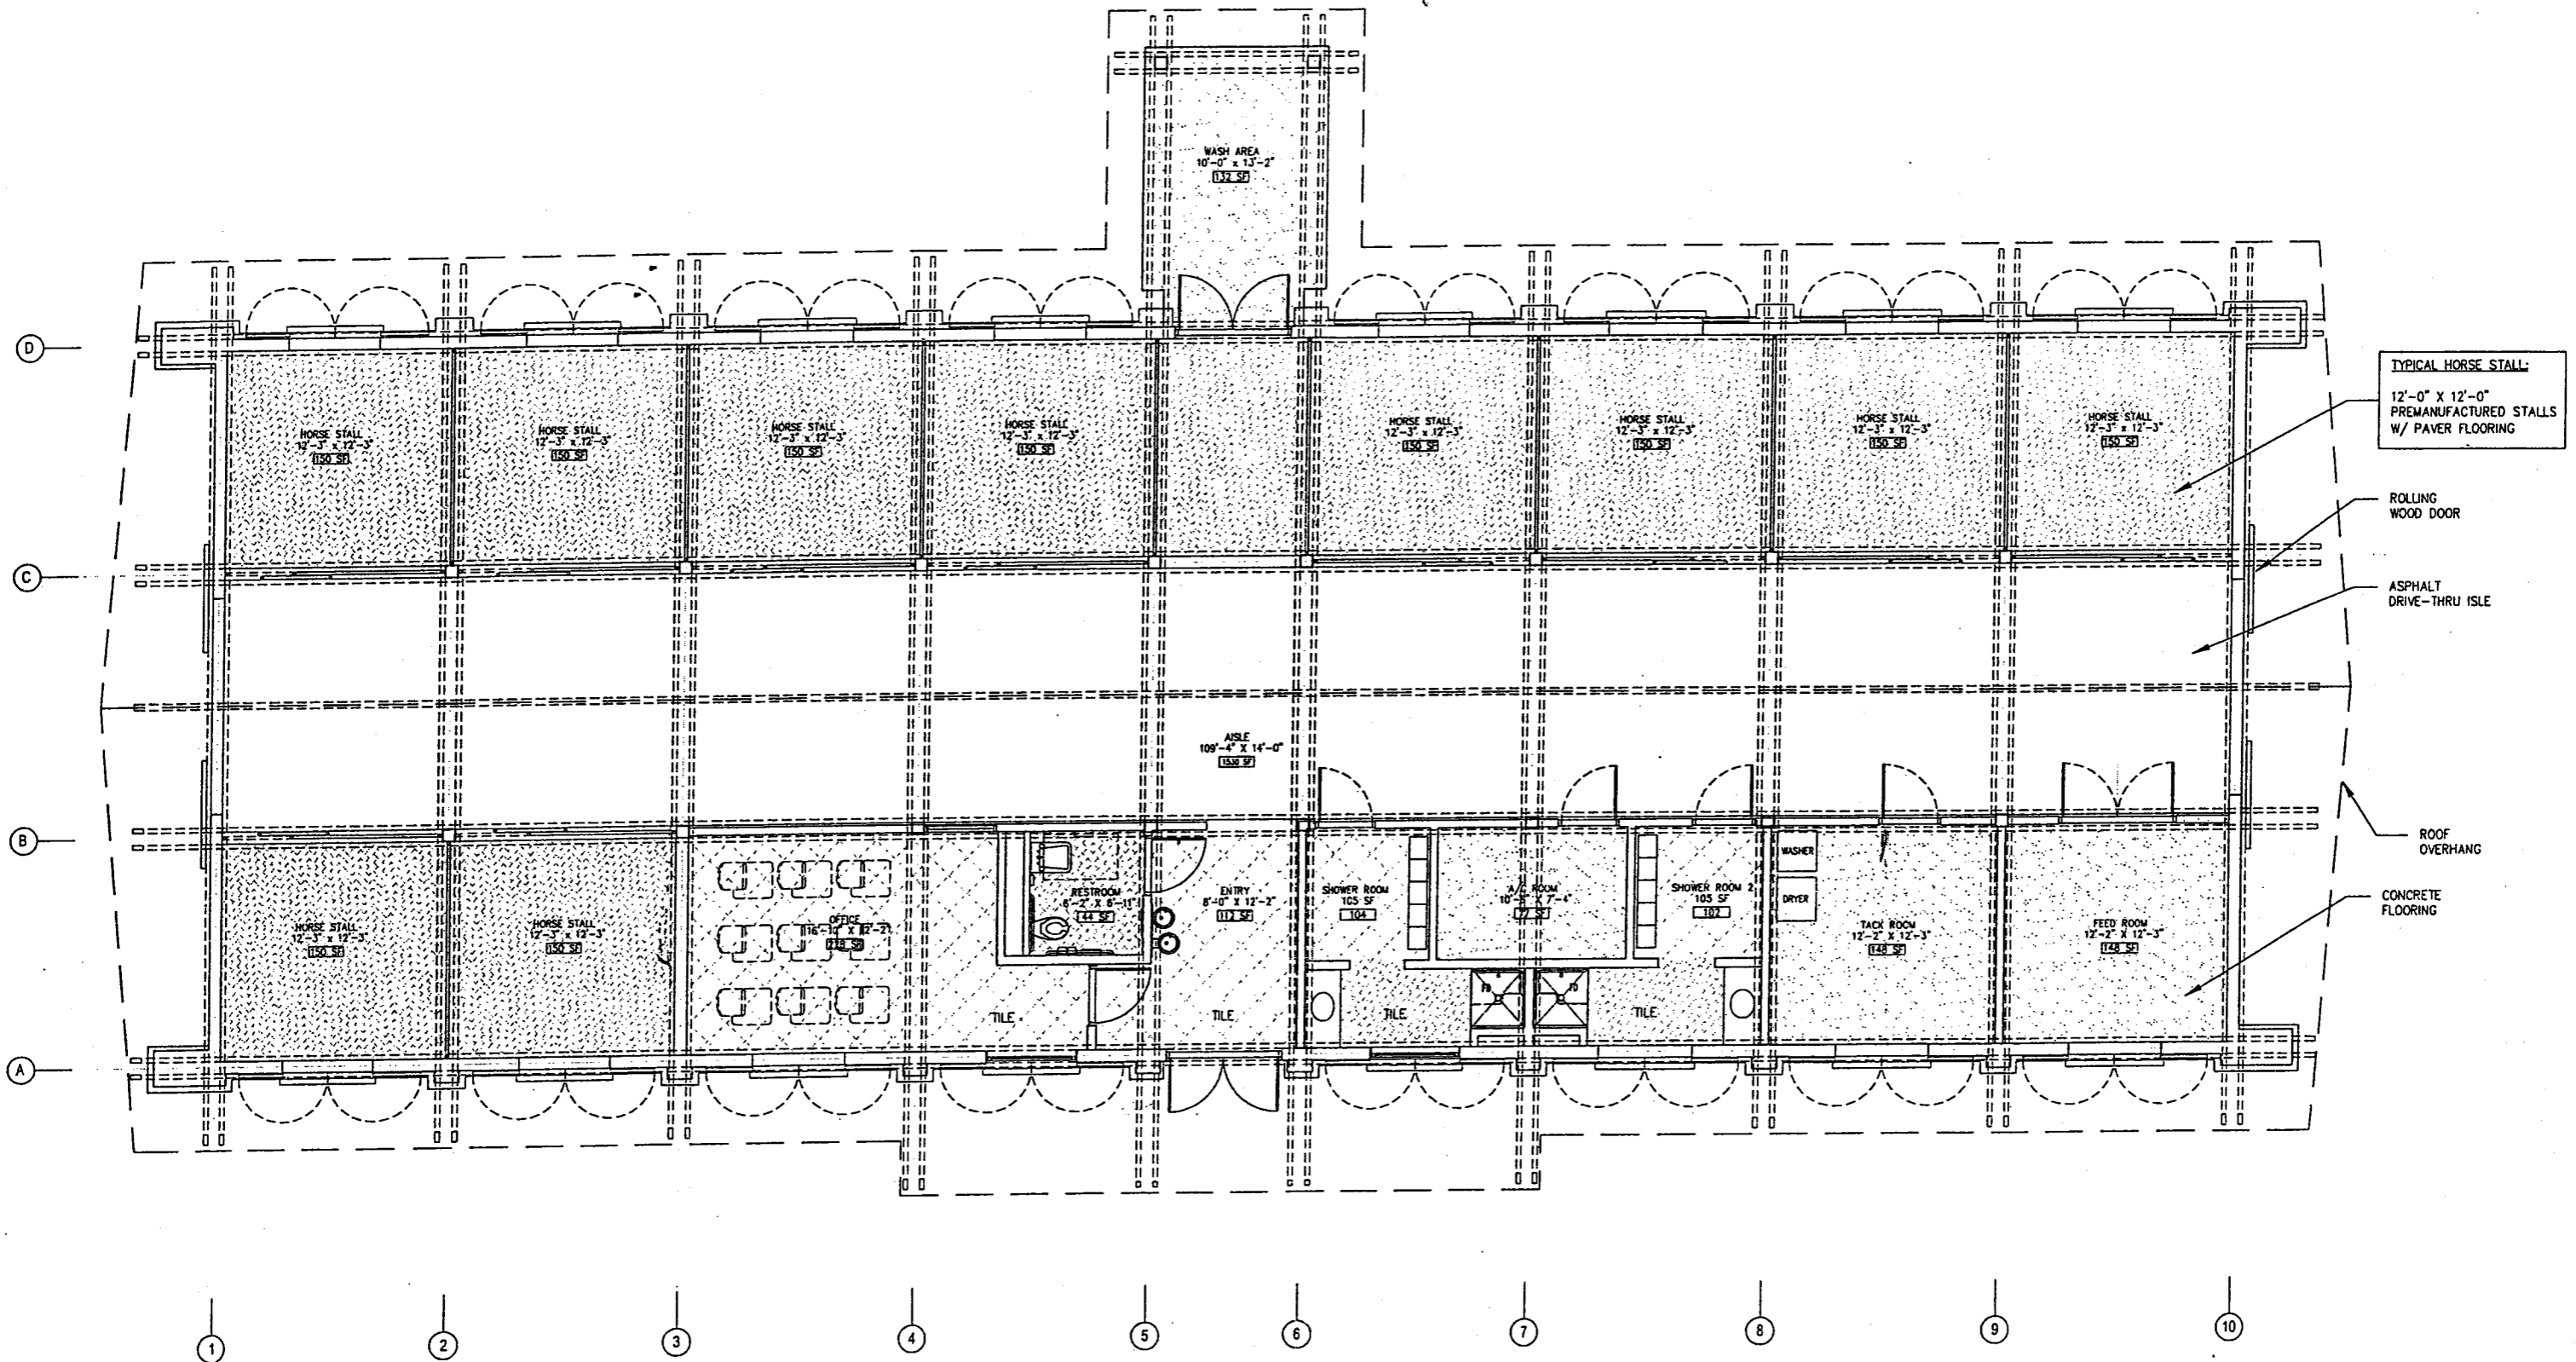 WASH AREA
10'-0" x 13'-2"
132 SF
D
HORSE STALL
12'-3" x 12'-3"
150 SF
HORSE STALL
12'-3" x 12'-3"
150 SF
HORSE STALL
12'-3" x 12'-3"
150 SF
HORSE STALL
12'-3" x 12'-3"
150 SF
HORSE STALL
12'-3" x 12'-3"
150 SF
HORSE STALL
12'-3" x 12'-3"
150 SF
HORSE STALL
12'-3" x 12'-3"
150 SF
HORSE STALL
12'-3" x 12'-3"
150 SF
TYPICAL HORSE STALL:
12'-0" X 12'-0"
PREMANUFACTURED STALLS
W/ PAVER FLOORING
ROLLING
WOOD DOOR
C
ASPHALT
DRIVE-THRU ISLE
AISLE
109'-4" X 14'-0"
1530 SF
B
ROOF
OVERHANG
HORSE STALL
12'-3" x 12'-3"
150 SF
HORSE STALL
12'-3" x 12'-3"
150 SF
OFFICE
RESTROOM
6'-2" X 6'-11"
44 SF
ENTRY
8'-0" X 12'-2"
112 SF
SHOWER ROOM
105 SF
104
A/C ROOM
77 SF
SHOWER ROOM 2
105 SF
102
WASHER
DRYER
TACK ROOM
12'-2" X 12'-3"
148 SF
FEED ROOM
12'-2" X 12'-3"
148 SF
CONCRETE
FLOORING
TILE
TILE
TILE
FD
FD
TILE
A
1
2
3
4
5
6
7
8
9
10